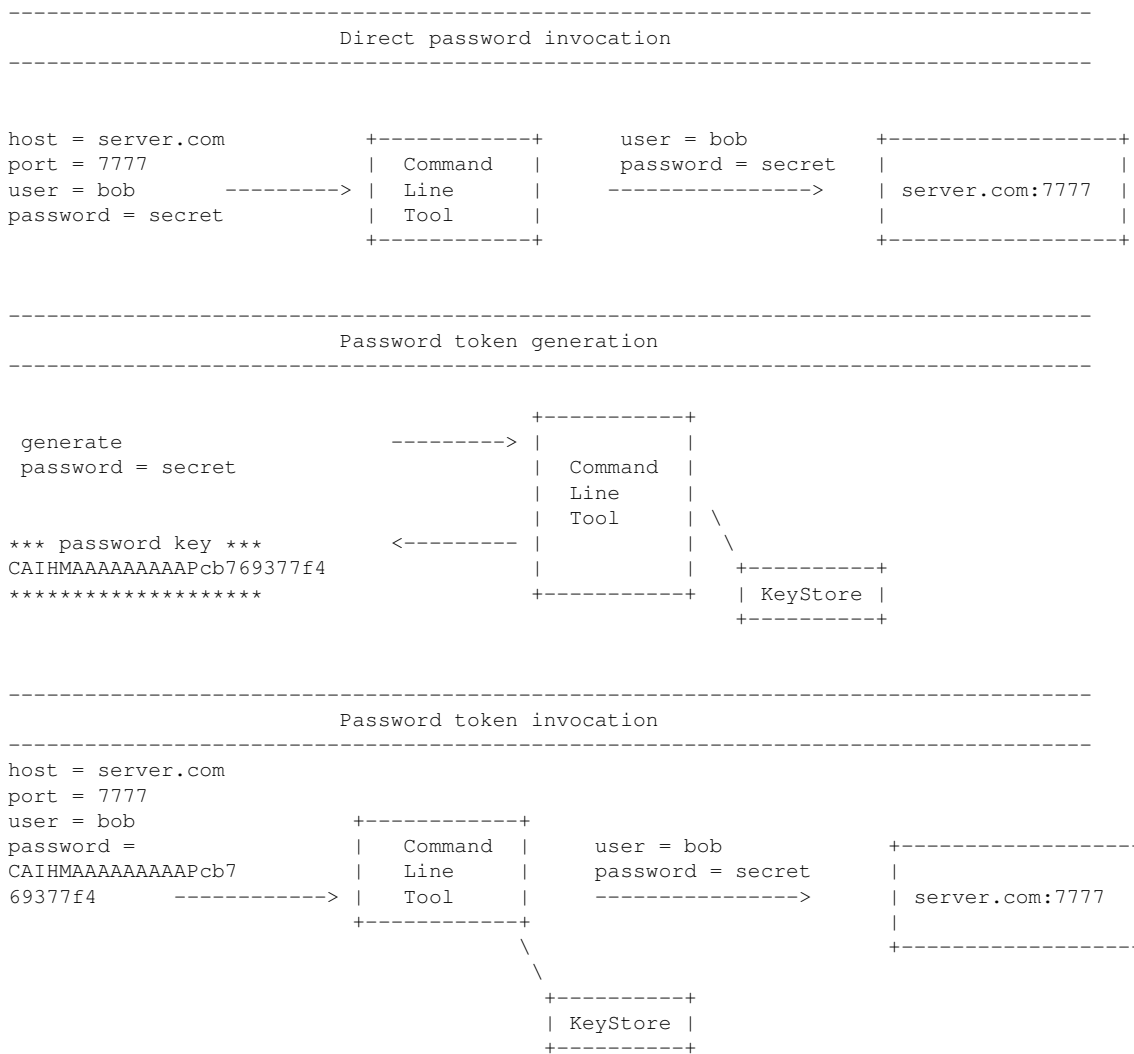 Direct password invocation
host = server.com
port = 7777
user = bob
password = secret
Command
Line
Tool
user = bob
password = secret
server.com:7777
Password token generation
generate
password = secret
Command
Line
Tool
*** password key ***
CAIHMAAAAAAAAAPcb769377f4
********************
KeyStore
Password token invocation
host = server.com
port = 7777
user = bob
password =
CAIHMAAAAAAAAAPcb7
69377f4
Command
Line
Tool
user = bob
password = secret
server.com:7777
KeyStore